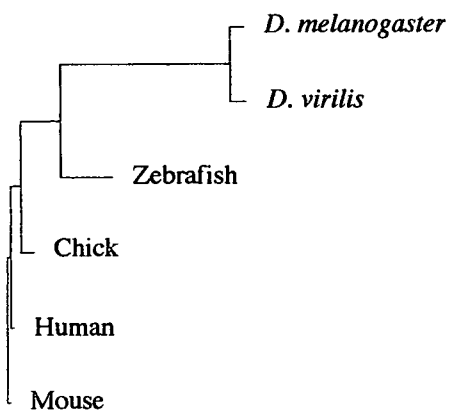 D. melanogaster
D. virilis
Zebrafish
Chick
Human
Mouse